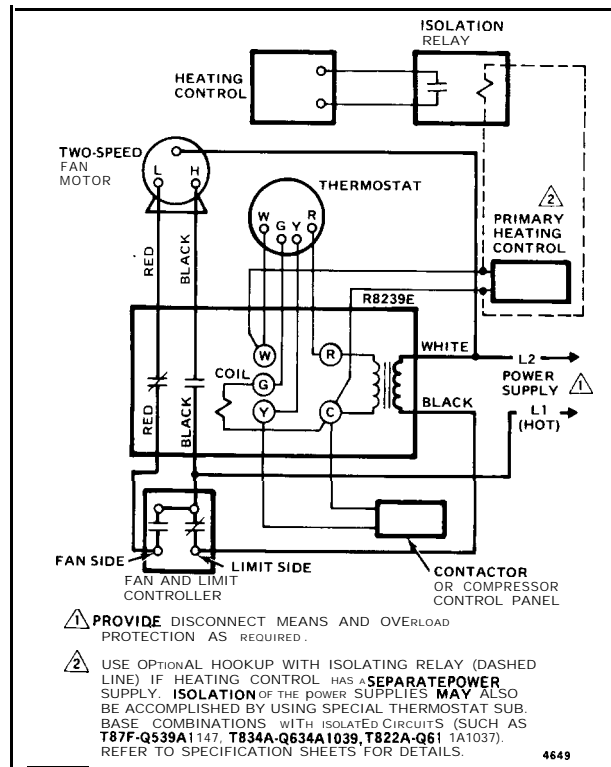 ISOLATION
RELAY
HEATING
CONTROL
TWO-SPEED
FAN
MOTOR
L
H
THERMOSTAT
W
G
Y
R
2
PRIMARY
HEATING
CONTROL
RED
BLACK
R8239E
W
R
COIL
G
Y
C
WHITE
L2
POWER
SUPPLY
1
BLACK
L1
(HOT)
RED
BLACK
FAN SIDE
LIMIT SIDE
FAN AND LIMIT
CONTROLLER
CONTACTOR
OR COMPRESSOR
CONTROL PANEL
1 PROVIDE DISCONNECT MEANS AND OVERLOAD
PROTECTION AS REQUIRED.
2 USE OPTIONAL HOOKUP WITH ISOLATING RELAY (DASHED
LINE) IF HEATING CONTROL HAS A SEPARATEPOWER
SUPPLY. ISOLATION OF THE POWER SUPPLIES MAY ALSO
BE ACCOMPLISHED BY USING SPECIAL THERMOSTAT SUB.
BASE COMBINATIONS WITH ISOLATED CIRCUITS (SUCH AS
T87F-Q539A1147, T834A-Q634A1039, T822A-Q61 1A1037).
REFER TO SPECIFICATION SHEETS FOR DETAILS.
4649